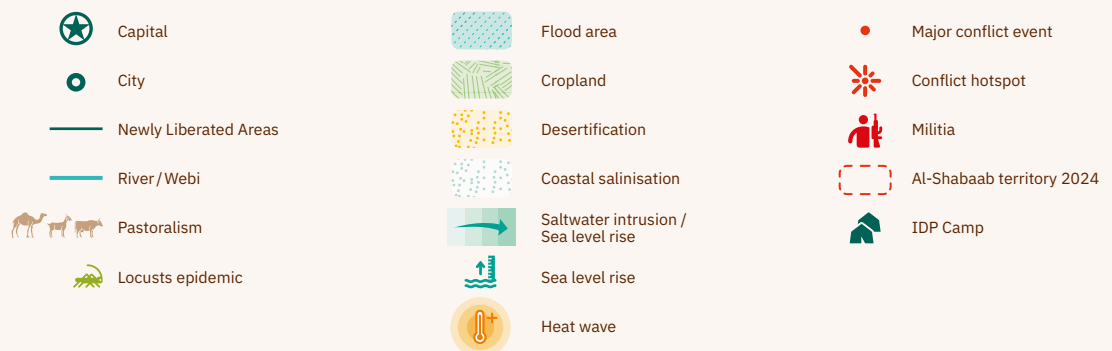 Capital
City
Newly Liberated Areas
River/Webi
Pastoralism
Locusts epidemic
Flood area
Cropland
Desertification
Coastal salinisation
Saltwater intrusion /
Sea level rise
Sea level rise
Heat wave
Major conflict event
Conflict hotspot
Militia
Al-Shabaab territory 2024
IDP Camp